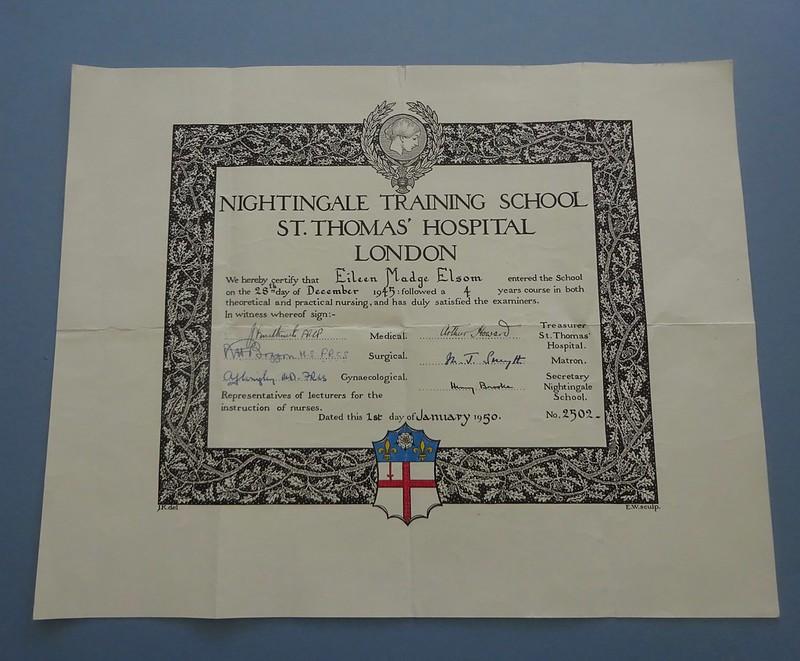 NIGHTINGALE TRAINING SCHOOL
ST. THOMAS' HOSPITAL
LONDON
We hereby certify that Eileen Madge Elsom entered the School
on the 28th day of December 1945: followed a 4 years course in both
theoretical and practical nursing, and has duly satisfied the examiners.
In witness whereof sign:-
Medical. Arthur Howard Treasurer St. Thomas' Hospital.
Surgical. M. J. Smyth Matron.
Gynaecological. Henry Brooke Secretary Nightingale School.
Representatives of lecturers for the
instruction of nurses.
Dated this 1st day of January 1950. No. 2502-
J.K.del E.W.sculp.